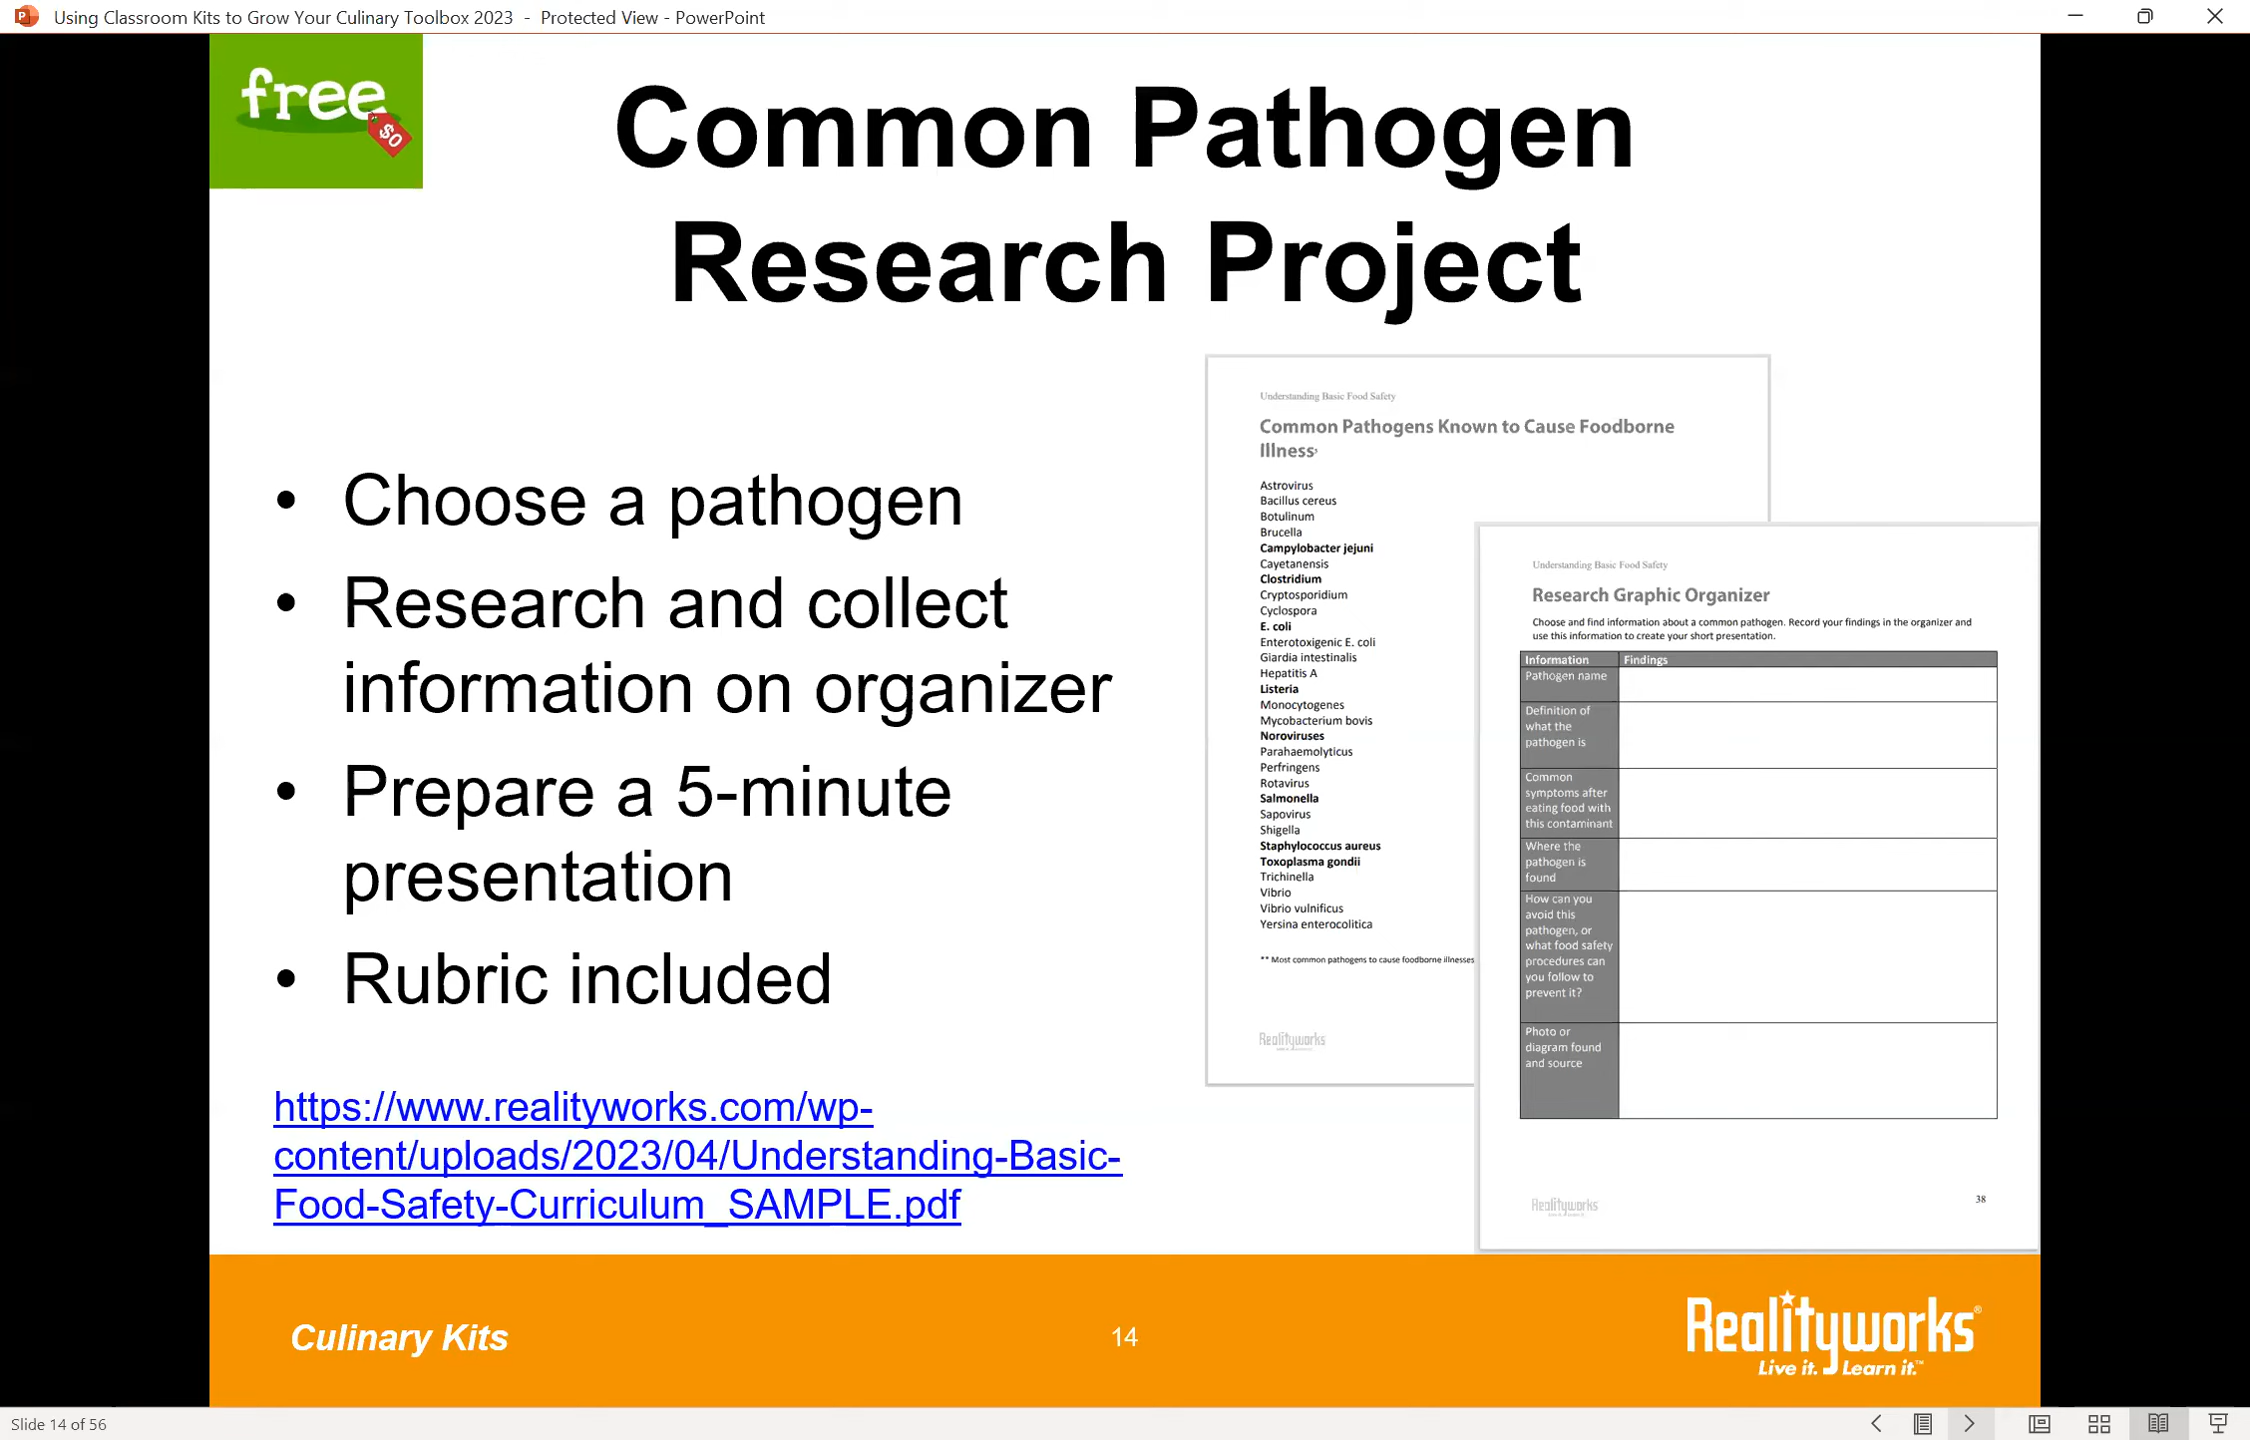 Using Classroom Kits to Grow Your Culinary Toolbox 2023 - Protected View - PowerPoint
free
$0
Common Pathogen
Research Project
• Choose a pathogen
• Research and collect
information on organizer
• Prepare a 5-minute
presentation
• Rubric included
https://www.realityworks.com/wp-
content/uploads/2023/04/Understanding-Basic-
Food-Safety-Curriculum_SAMPLE.pdf
Understanding Basic Food Safety
Common Pathogens Known to Cause Foodborne
Illness
Astrovirus
Bacillus cereus
Botulinum
Brucella
Campylobacter jejuni
Cayetanensis
Clostridium
Cryptosporidium
Cyclospora
E. coli
Enterotoxigenic E. coli
Giardia intestinalis
Hepatitis A
Listeria
Monocytogenes
Mycobacterium bovis
Noroviruses
Parahaemolyticus
Perfringens
Rotavirus
Salmonella
Sapovirus
Shigella
Staphylococcus aureus
Toxoplasma gondii
Trichinella
Vibrio
Vibrio vulnificus
Yersina enterocolitica
** Most common pathogens to cause foodborne illnesses
Realityworks
Understanding Basic Food Safety
Research Graphic Organizer
Choose and find information about a common pathogen. Record your findings in the organizer and
use this information to create your short presentation.
Information Findings
Pathogen name
Definition of
what the
pathogen is
Common
symptoms after
eating food with
this contaminant
Where the
pathogen is
found
How can you
avoid this
pathogen, or
what food safety
procedures can
you follow to
prevent it?
Photo or
diagram found
and source
Realityworks
38
Culinary Kits
14
Realityworks®
Live it. Learn it.™
Slide 14 of 56